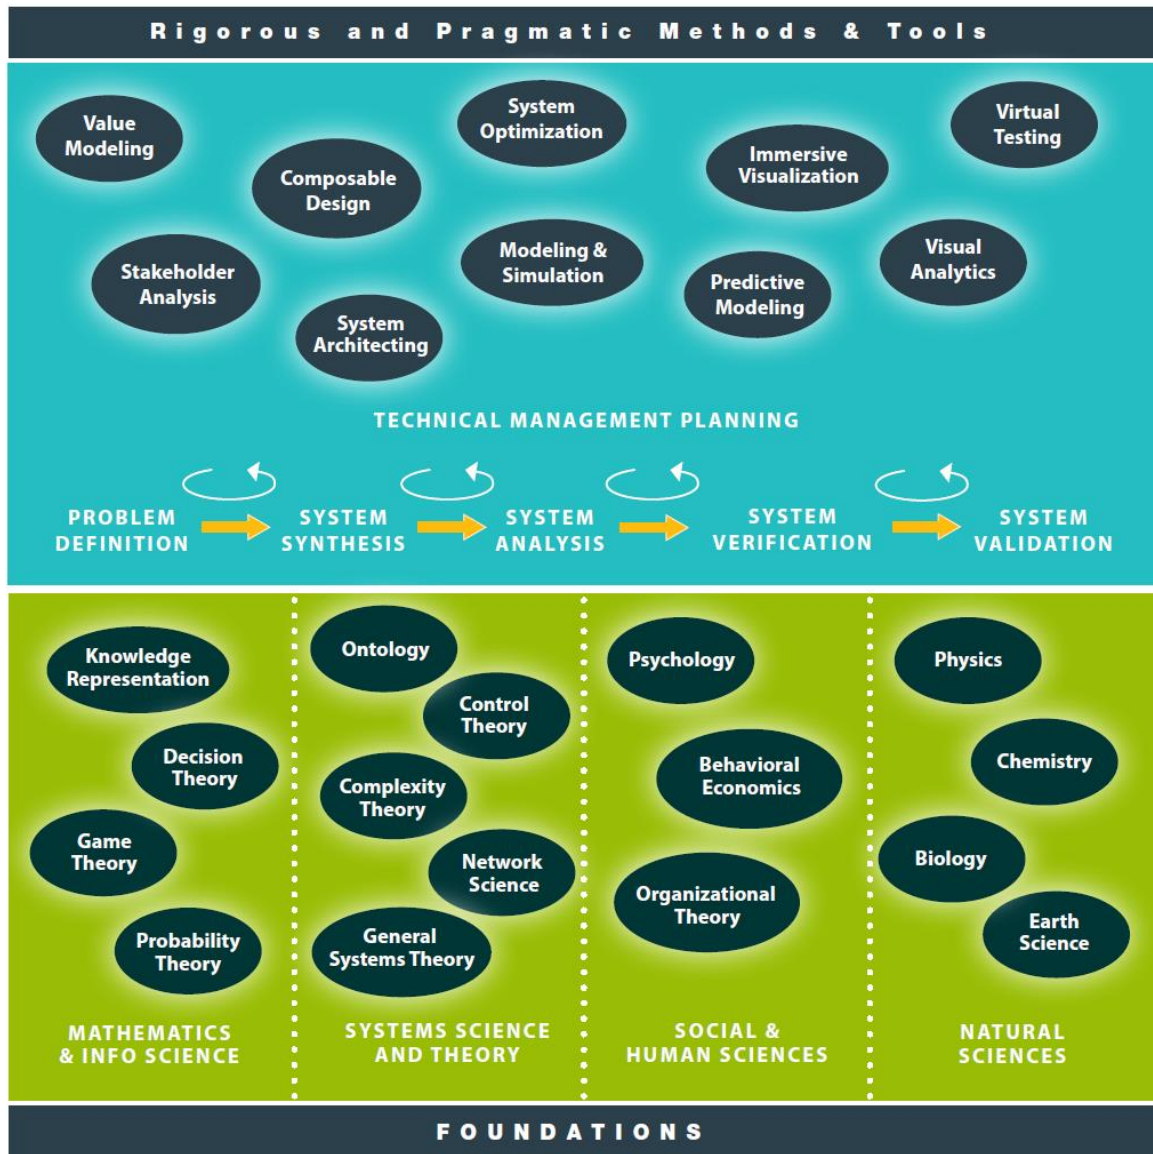 Rigorous and Pragmatic Methods & Tools
Value
Modeling
System
Optimization
Virtual
Testing
Composable
Design
Immersive
Visualization
Stakeholder
Analysis
Modeling &
Simulation
Visual
Analytics
System
Architecting
Predictive
Modeling
TECHNICAL MANAGEMENT PLANNING
PROBLEM
DEFINITION
SYSTEM
SYNTHESIS
SYSTEM
ANALYSIS
SYSTEM
VERIFICATION
SYSTEM
VALIDATION
Knowledge
Representation
Decision
Theory
Game
Theory
Probability
Theory
MATHEMATICS
& INFO SCIENCE
Ontology
Control
Theory
Complexity
Theory
Network
Science
General
Systems Theory
SYSTEMS SCIENCE
AND THEORY
Psychology
Behavioral
Economics
Organizational
Theory
SOCIAL &
HUMAN SCIENCES
Physics
Chemistry
Biology
Earth
Science
NATURAL
SCIENCES
FOUNDATIONS